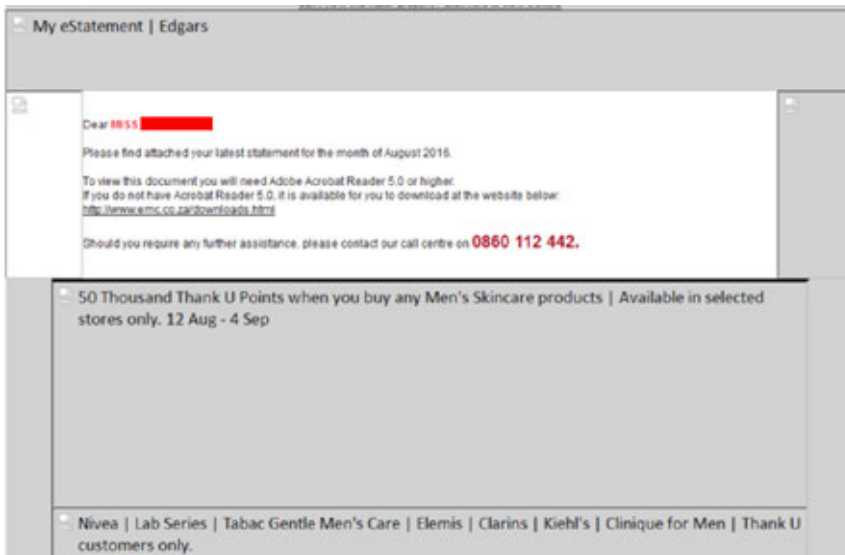 My eStatement | Edgars
Dear MISS
Please find attached your latest statement for the month of August 2016.
To view this document you will need Adobe Acrobat Reader 5.0 or higher.
If you do not have Acrobat Reader 5.0, it is available for you to download at the website below:
http://www.emc.co.za/downloads.html
Should you require any further assistance, please contact our call centre on 0860 112 442.
50 Thousand Thank U Points when you buy any Men's Skincare products | Available in selected
stores only. 12 Aug - 4 Sep
Nivea | Lab Series | Tabac Gentle Men's Care | Elemis | Clarins | Kiehl's | Clinique for Men | Thank U
customers only.